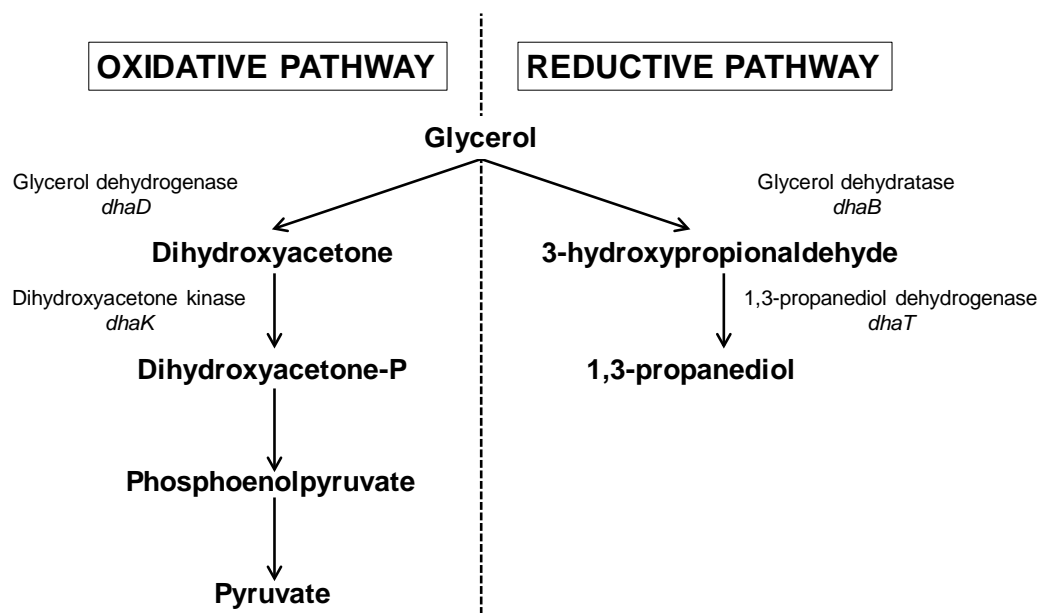 OXIDATIVE PATHWAY
REDUCTIVE PATHWAY
Glycerol
Glycerol dehydrogenase
dhaD
Glycerol dehydratase
dhaB
Dihydroxyacetone
3-hydroxypropionaldehyde
Dihydroxyacetone kinase
dhaK
1,3-propanediol dehydrogenase
dhaT
Dihydroxyacetone-P
1,3-propanediol
Phosphoenolpyruvate
Pyruvate